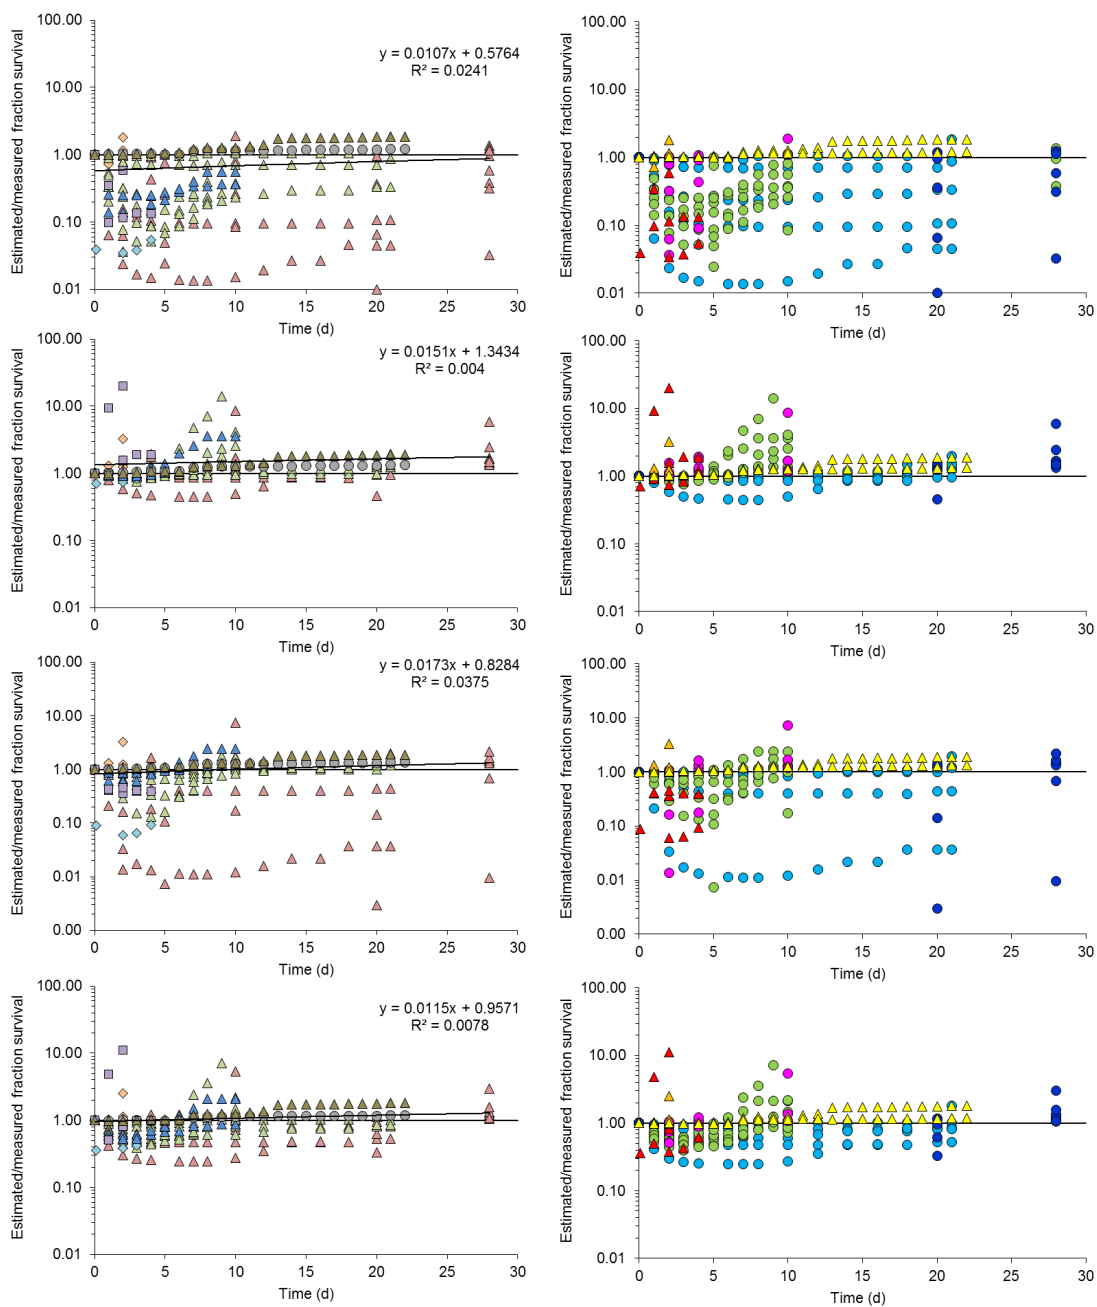 100.00
10.00
1.00
0.10
0.01
Estimated/measured fraction survival
y = 0.0107x + 0.5764
R² = 0.0241
0 5 10 15 20 25 30
Time (d)
100.00
10.00
1.00
0.10
0.01
Estimated/measured fraction survival
0 5 10 15 20 25 30
Time (d)
100.00
10.00
1.00
0.10
0.01
Estimated/measured fraction survival
y = 0.0151x + 1.3434
R² = 0.004
0 5 10 15 20 25 30
Time (d)
100.00
10.00
1.00
0.10
0.01
Estimated/measured fraction survival
0 5 10 15 20 25 30
Time (d)
100.00
10.00
1.00
0.10
0.01
0.00
Estimated/measured fraction survival
y = 0.0173x + 0.8284
R² = 0.0375
0 5 10 15 20 25 30
Time (d)
100.00
10.00
1.00
0.10
0.01
0.00
Estimated/measured fraction survival
0 5 10 15 20 25 30
Time (d)
100.00
10.00
1.00
0.10
0.01
Estimated/measured fraction survival
y = 0.0115x + 0.9571
R² = 0.0078
0 5 10 15 20 25 30
Time (d)
100.00
10.00
1.00
0.10
0.01
Estimated/measured fraction survival
0 5 10 15 20 25 30
Time (d)